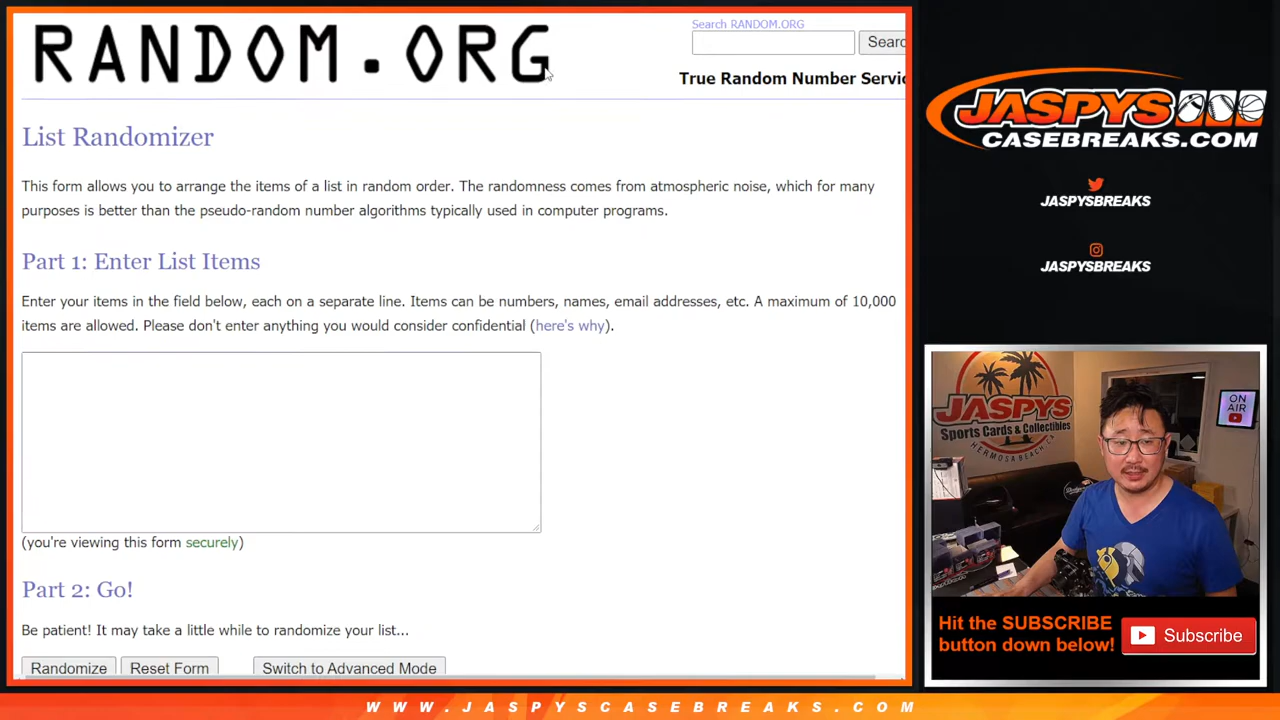 RANDOM.ORG
Search RANDOM.ORG
Searc
True Random Number Servic
List Randomizer
This form allows you to arrange the items of a list in random order. The randomness comes from atmospheric noise, which for many
purposes is better than the pseudo-random number algorithms typically used in computer programs.
Part 1: Enter List Items
Enter your items in the field below, each on a separate line. Items can be numbers, names, email addresses, etc. A maximum of 10,000
items are allowed. Please don't enter anything you would consider confidential (here's why).
(you're viewing this form securely)
Part 2: Go!
Be patient! It may take a little while to randomize your list...
Randomize Reset Form Switch to Advanced Mode
JASPYS
CASEBREAKS.COM
JASPYSBREAKS
JASPYSBREAKS
JASPYS
Sports Cards & Collectibles
HERMOSA BEACH, CA
ON
AIR
Dodgers
Hit the SUBSCRIBE
button down below!
Subscribe
WWW.JASPYSCASEBREAKS.COM